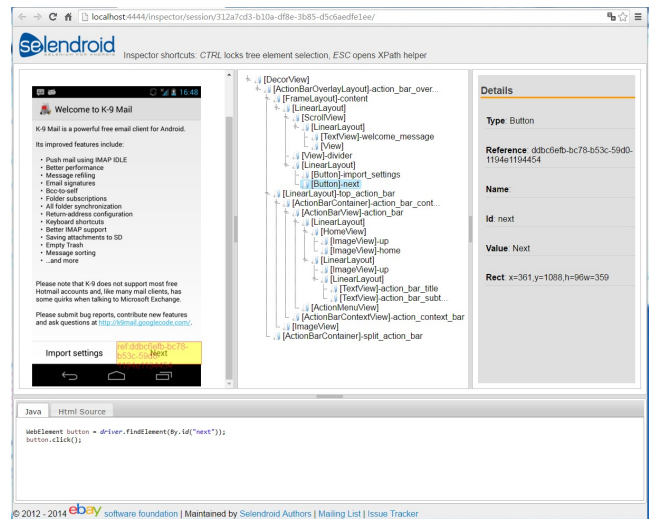 localhost:4444/inspector/session/312a7cd3-b10a-df8e-3b85-d5c6aedfe1ee/
selendroid
SELENIUM FOR ANDROID
Inspector shortcuts: CTRL locks tree element selection, ESC opens XPath helper
16:48
Welcome to K-9 Mail
K-9 Mail is a powerful free email client for Android.
Its improved features include:
• Push mail using IMAP IDLE
• Better performance
• Message refiling
• Email signatures
• Bcc-to-self
• Folder subscriptions
• All folder synchronization
• Return-address configuration
• Keyboard shortcuts
• Better IMAP support
• Saving attachments to SD
• Empty Trash
• Message sorting
• ...and more
Please note that K-9 does not support most free
Hotmail accounts and, like many mail clients, has
some quirks when talking to Microsoft Exchange.
Please submit bug reports, contribute new features
and ask questions at http://k9mail.googlecode.com/.
Import settings
Next
ref ddbc6efb-bc78-
b53c-59d0-
[DecorView]
[ActionBarOverlayLayout]-action_bar_over...
[FrameLayout]-content
[LinearLayout]
[ScrollView]
[LinearLayout]
[TextView]-welcome_message
[View]
[View]-divider
[LinearLayout]
[Button]-import_settings
[Button]-next
[LinearLayout]-top_action_bar
[ActionBarContainer]-action_bar_cont...
[ActionBarView]-action_bar
[LinearLayout]
[HomeView]
[ImageView]-up
[ImageView]-home
[LinearLayout]
[ImageView]-up
[LinearLayout]
[TextView]-action_bar_title
[TextView]-action_bar_subt...
[ActionMenuView]
[ActionBarContextView]-action_context_bar
[ImageView]
[ActionBarContainer]-split_action_bar
Details
Type: Button
Reference: ddbc6efb-bc78-b53c-59d0-
1194e1194454
Name:
Id: next
Value: Next
Rect: x=361,y=1088,h=96w=359
Java
Html Source
WebElement button = driver.findElement(By.id("next"));
button.click();
© 2012 - 2014 ebay software foundation | Maintained by Selendroid Authors | Mailing List | Issue Tracker